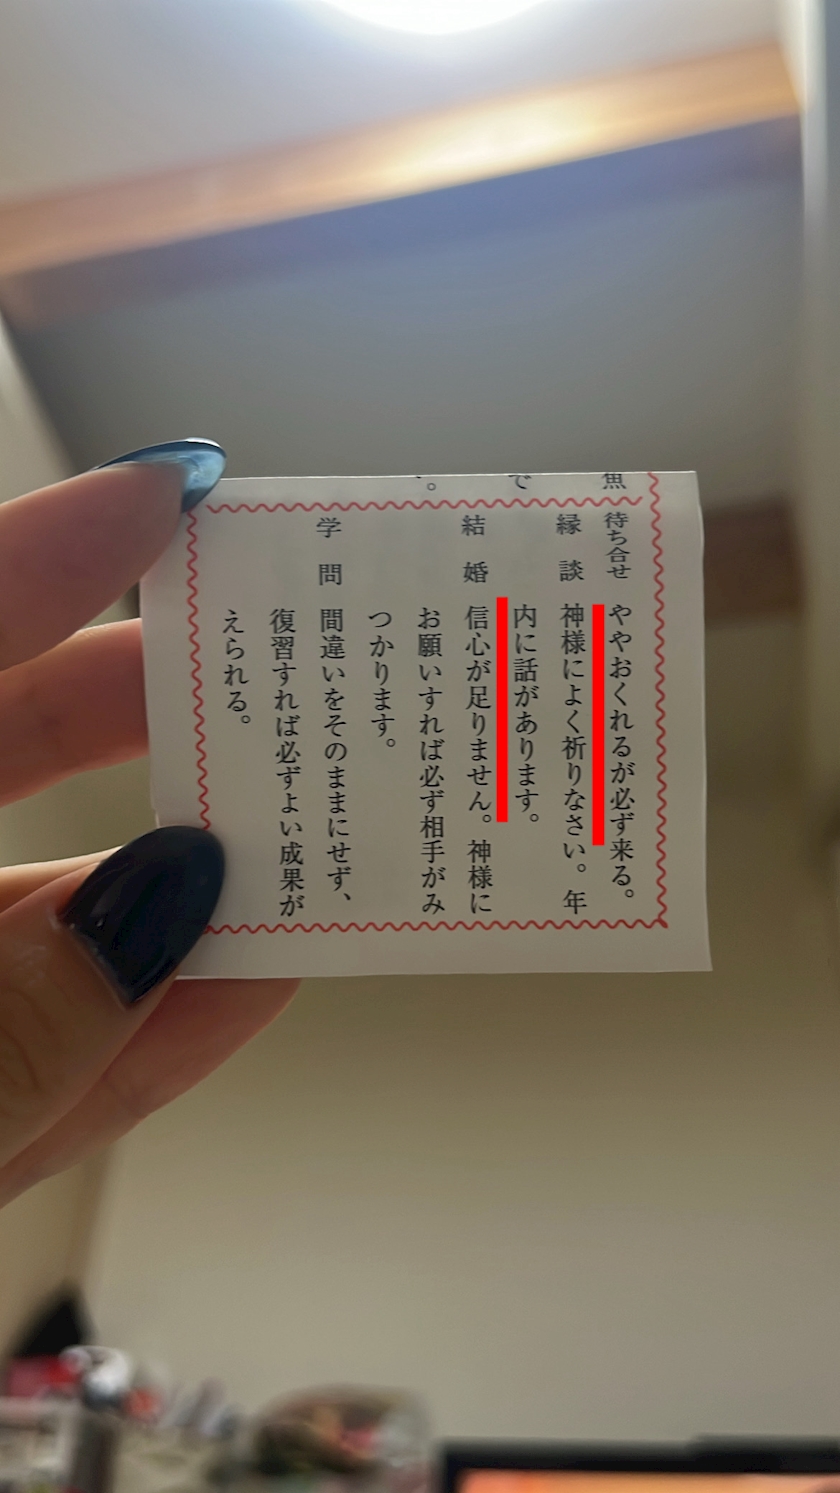 魚
で
。
待ち合せ ややおくれるが必ず来る。
縁談 神様によく祈りなさい。年
内に話があります。
結婚 信心が足りません。神様に
お願いすれば必ず相手がみ
つかります。
学問 間違いをそのままにせず、
復習すれば必ずよい成果が
えられる。